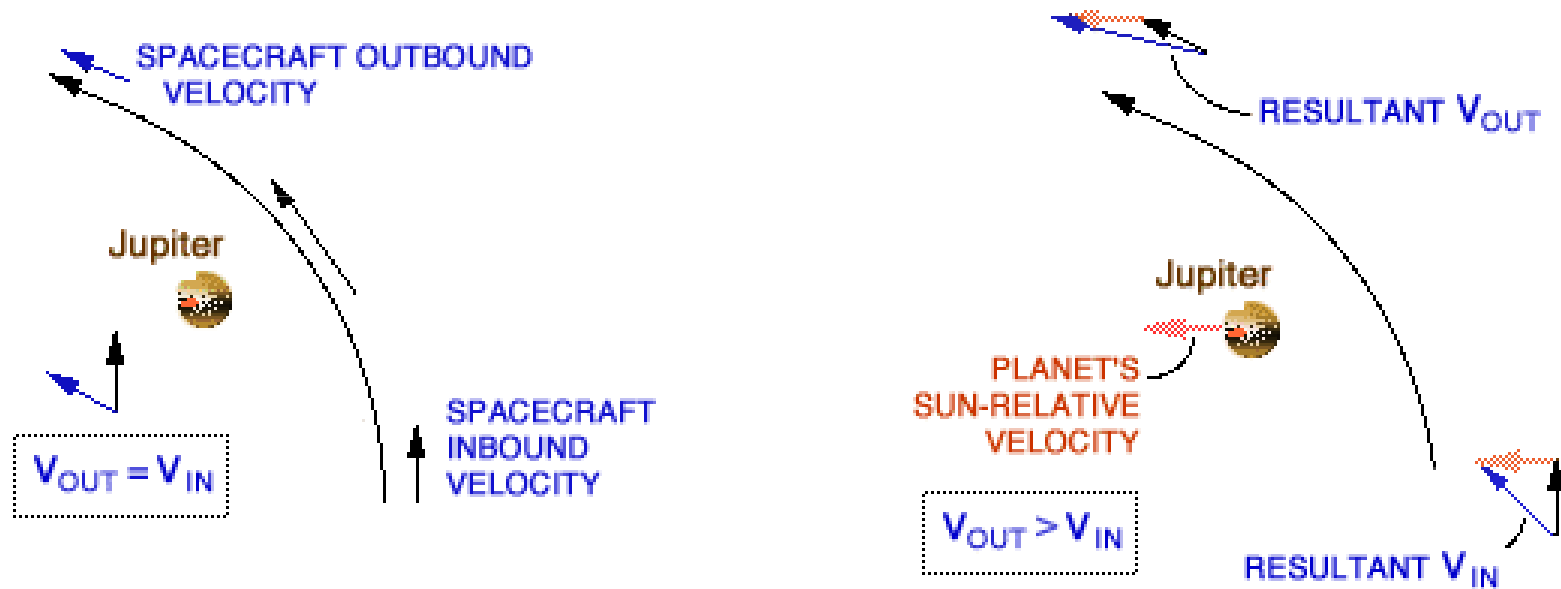 SPACECRAFT OUTBOUND
VELOCITY
Jupiter
SPACECRAFT
INBOUND
VELOCITY
VOUT = VIN
RESULTANT VOUT
Jupiter
PLANET'S
SUN-RELATIVE
VELOCITY
VOUT > VIN
RESULTANT VIN